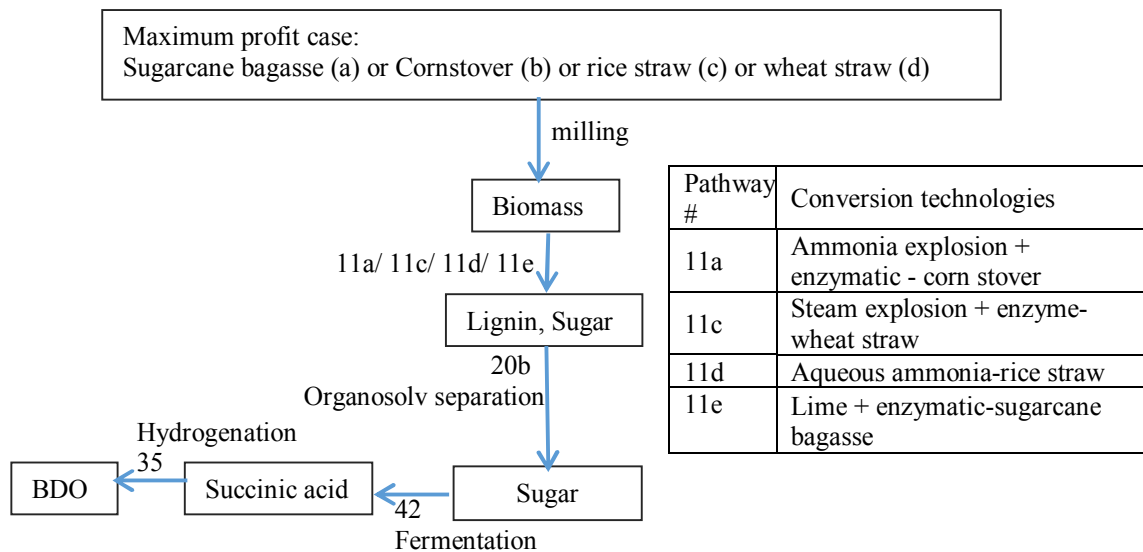 Maximum profit case:
Sugarcane bagasse (a) or Cornstover (b) or rice straw (c) or wheat straw (d)
milling
Biomass
11a/ 11c/ 11d/ 11e
Lignin, Sugar
20b
Organosolv separation
Sugar
42
Fermentation
Succinic acid
Hydrogenation
35
BDO
Pathway
#
Conversion technologies
11a
Ammonia explosion +
enzymatic - corn stover
11c
Steam explosion + enzyme-
wheat straw
11d
Aqueous ammonia-rice straw
11e
Lime + enzymatic-sugarcane
bagasse